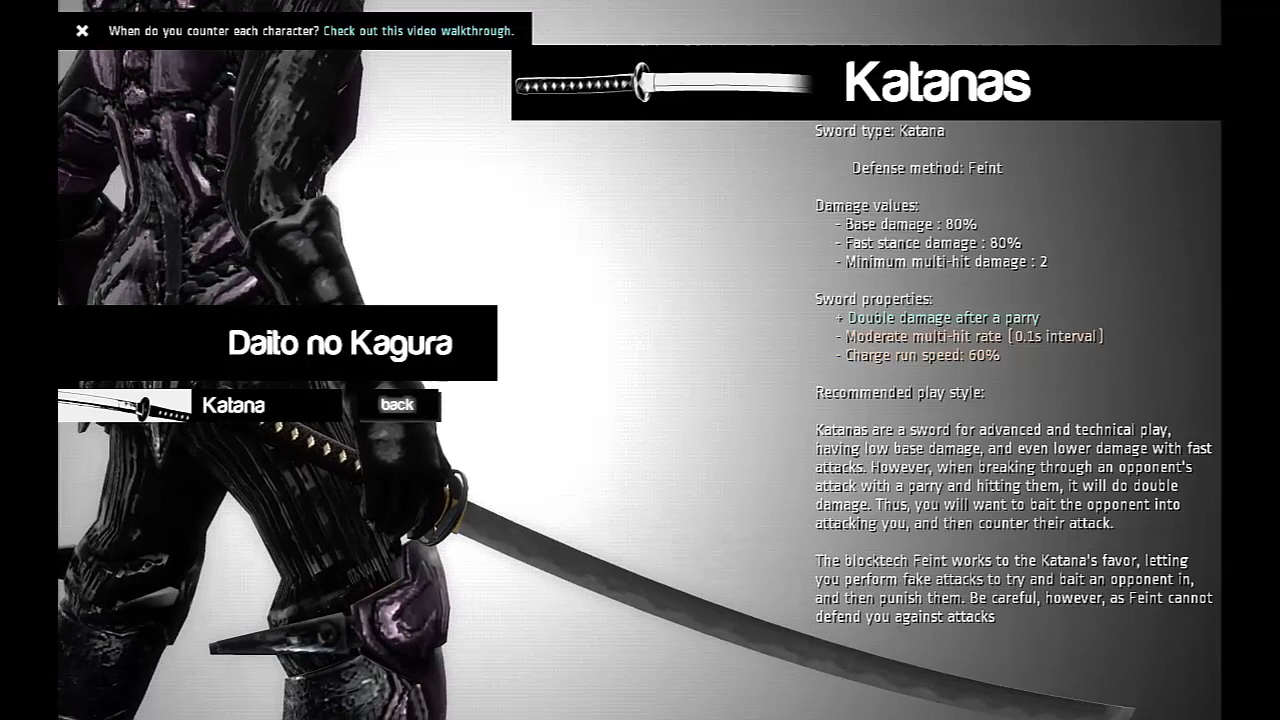 When do you counter each character? Check out this video walkthrough.
Katanas
Sword type: Katana
Defense method: Feint
Damage values:
- Base damage : 80%
- Fast stance damage : 80%
- Minimum multi-hit damage : 2
Sword properties:
+ Double damage after a parry
- Moderate multi-hit rate [0.1s interval]
- Charge run speed: 60%
Recommended play style:
Katanas are a sword for advanced and technical play,
having low base damage, and even lower damage with fast
attacks. However, when breaking through an opponent's
attack with a parry and hitting them, it will do double
damage. Thus, you will want to bait the opponent into
attacking you, and then counter their attack.
The blocktech Feint works to the Katana's favor, letting
you perform fake attacks to try and bait an opponent in,
and then punish them. Be careful, however, as Feint cannot
defend you against attacks
Daito no Kagura
Katana
back